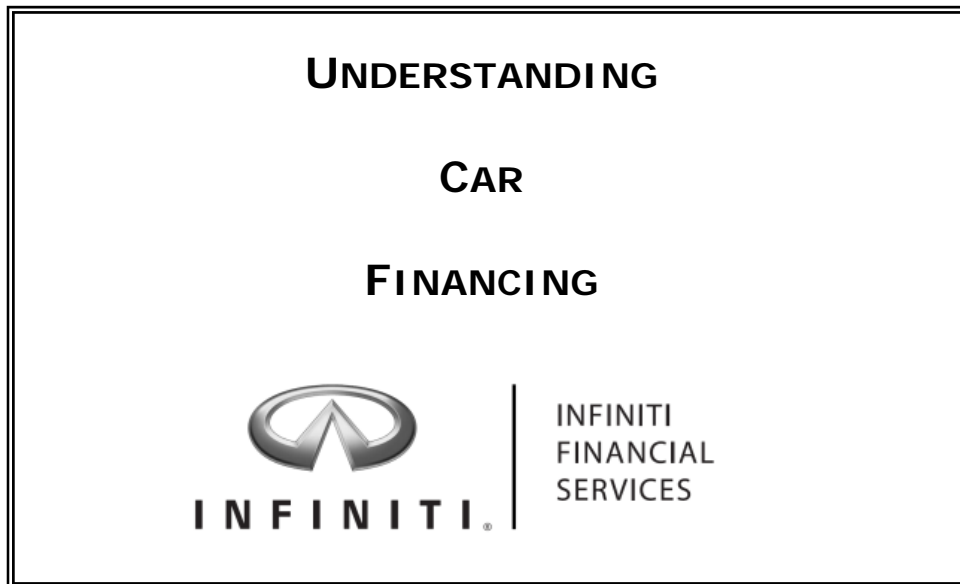 UNDERSTANDING
CAR
FINANCING
INFINITI®
INFINITI
FINANCIAL
SERVICES